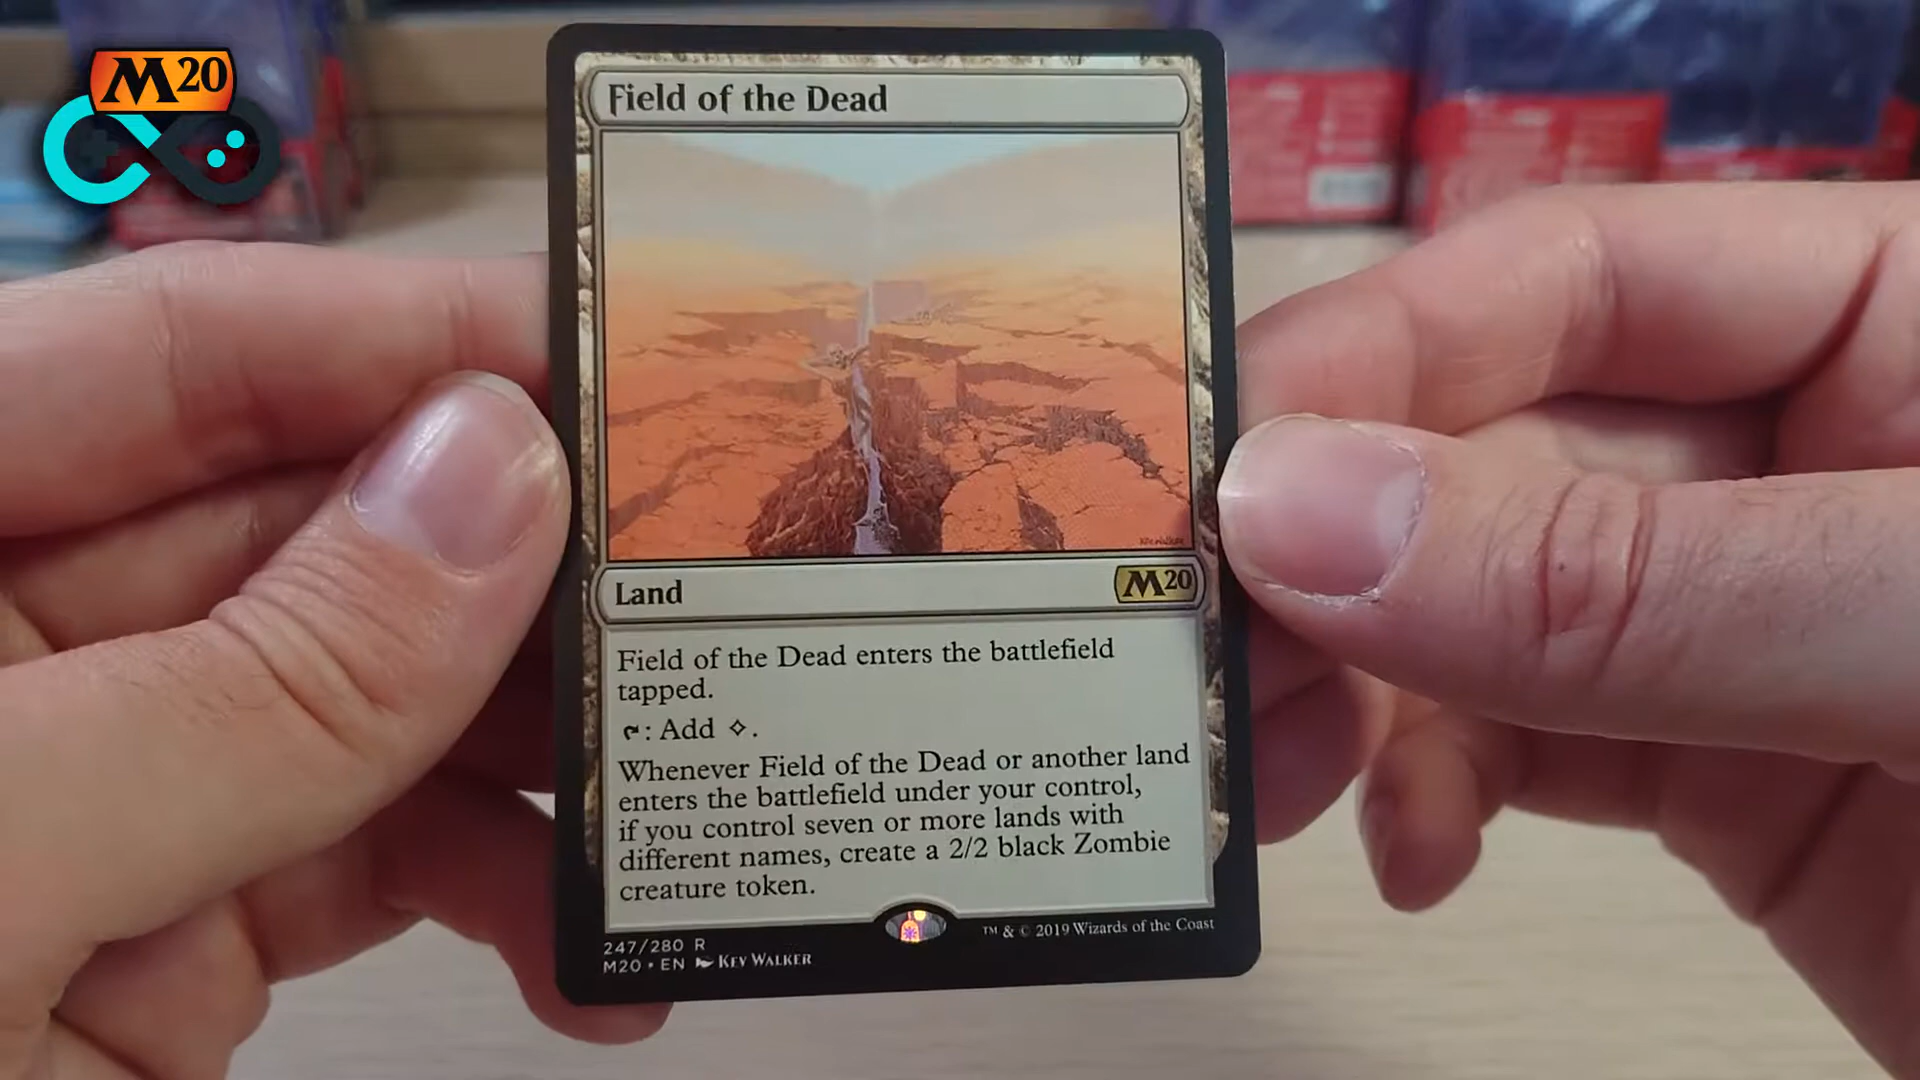 M20
Field of the Dead
Land
M20
Field of the Dead enters the battlefield
tapped.
: Add .
Whenever Field of the Dead or another land
enters the battlefield under your control,
if you control seven or more lands with
different names, create a 2/2 black Zombie
creature token.
247/280 R
M20 • EN KEV WALKER
™ & © 2019 Wizards of the Coast